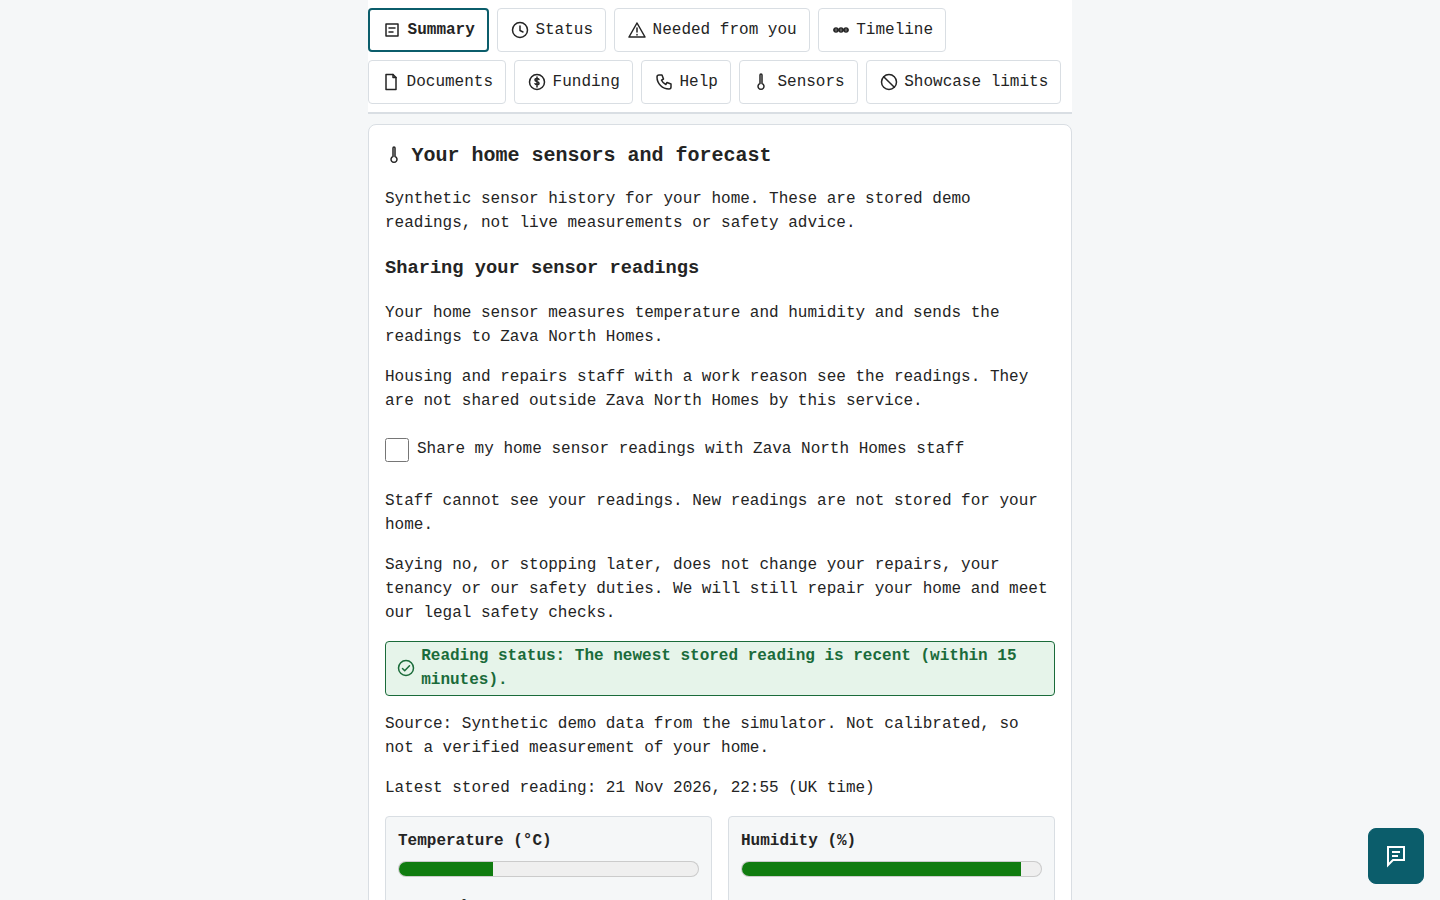 Summary
Status
Needed from you
Timeline
Documents
Funding
Help
Sensors
Showcase limits
Your home sensors and forecast
Synthetic sensor history for your home. These are stored demo
readings, not live measurements or safety advice.
Sharing your sensor readings
Your home sensor measures temperature and humidity and sends the
readings to Zava North Homes.
Housing and repairs staff with a work reason see the readings. They
are not shared outside Zava North Homes by this service.
Share my home sensor readings with Zava North Homes staff
Staff cannot see your readings. New readings are not stored for your
home.
Saying no, or stopping later, does not change your repairs, your
tenancy or our safety duties. We will still repair your home and meet
our legal safety checks.
Reading status: The newest stored reading is recent (within 15
minutes).
Source: Synthetic demo data from the simulator. Not calibrated, so
not a verified measurement of your home.
Latest stored reading: 21 Nov 2026, 22:55 (UK time)
Temperature (°C)
Humidity (%)